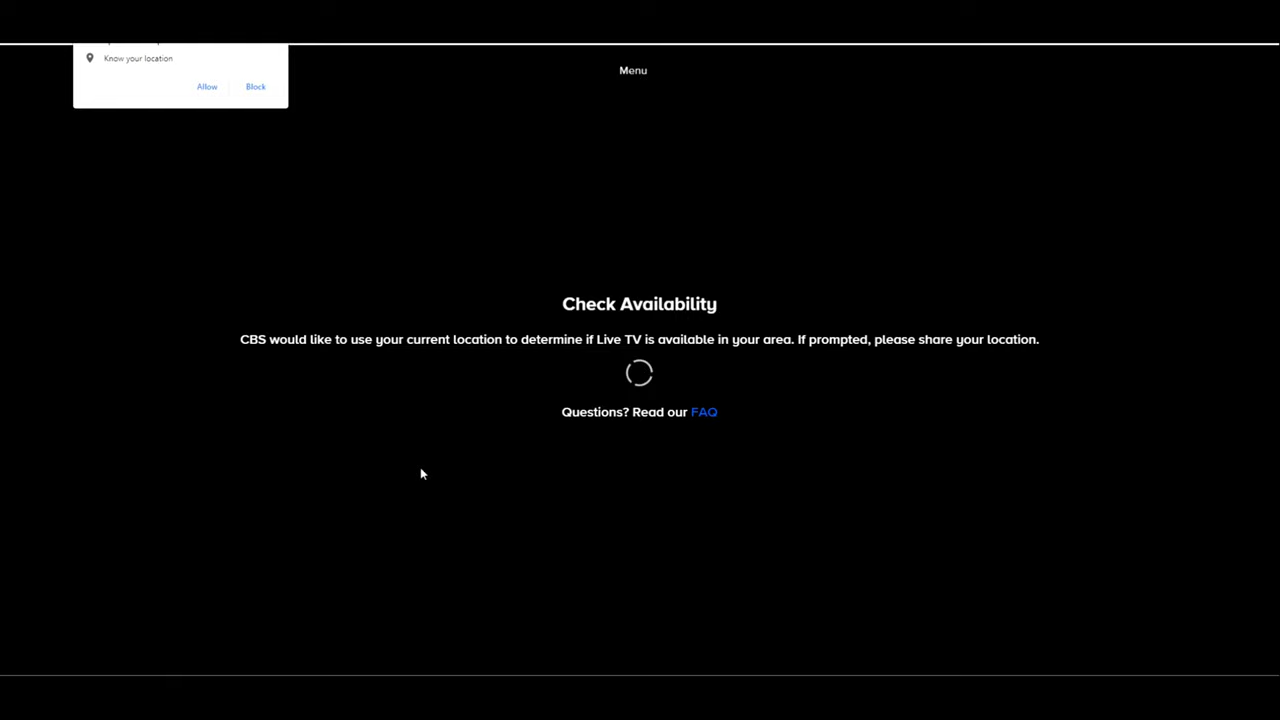 Know your location
Allow
Block
Menu
Check Availability
CBS would like to use your current location to determine if Live TV is available in your area. If prompted, please share your location.
Questions? Read our FAQ